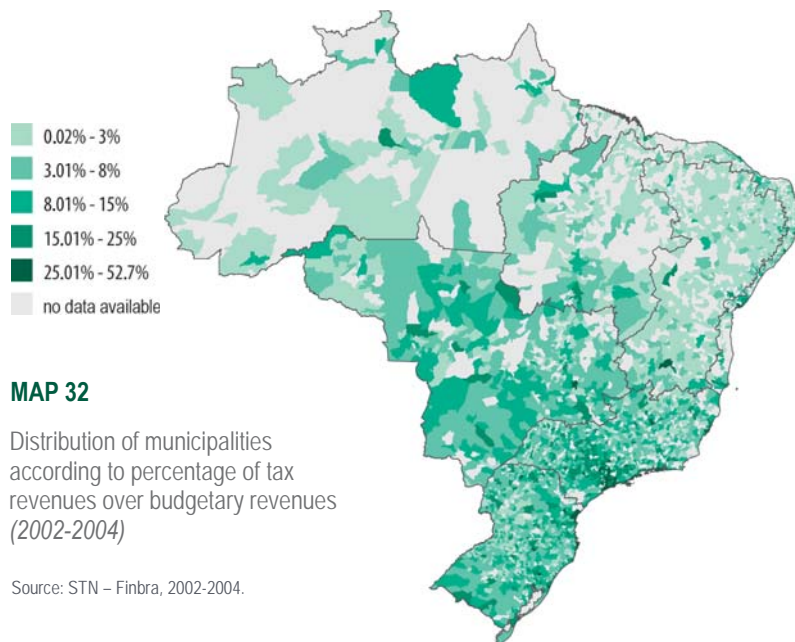 0.02% - 3%
3.01% - 8%
8.01% - 15%
15.01% - 25%
25.01% - 52.7%
no data available
MAP 32
Distribution of municipalities
according to percentage of tax
revenues over budgetary revenues
(2002-2004)
Source: STN – Finbra, 2002-2004.